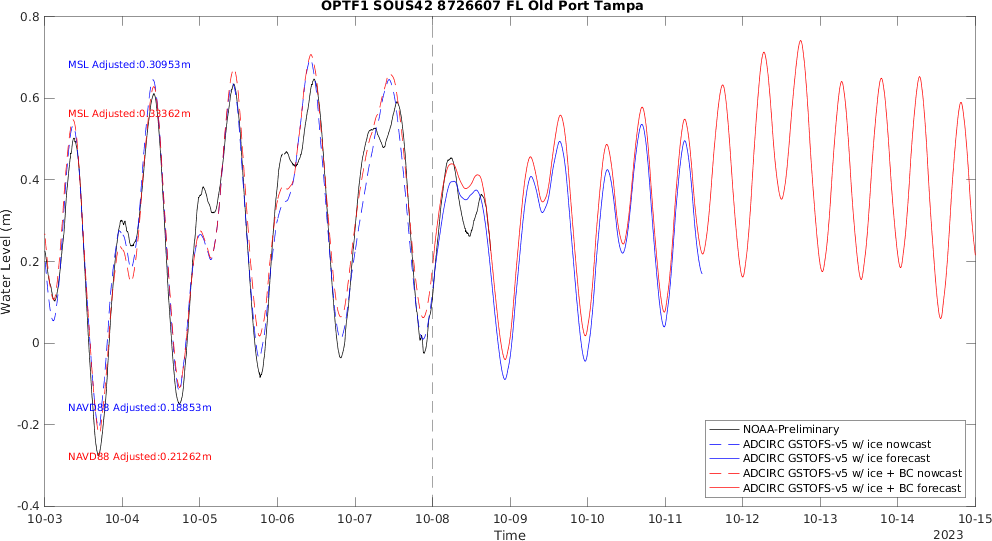 OPTF1 SOUS42 8726607 FL Old Port Tampa
0.8
0.6
0.4
0.2
0
-0.2
-0.4
Water Level (m)
MSL Adjusted:0.30953m
MSL Adjusted:0.33362m
NAVD88 Adjusted:0.18853m
NAVD88 Adjusted:0.21262m
NOAA-Preliminary
ADCIRC GSTOFS-v5 w/ ice nowcast
ADCIRC GSTOFS-v5 w/ ice forecast
ADCIRC GSTOFS-v5 w/ ice + BC nowcast
ADCIRC GSTOFS-v5 w/ ice + BC forecast
10-03 10-04 10-05 10-06 10-07 10-08 10-09 10-10 10-11 10-12 10-13 10-14 10-15
Time
2023